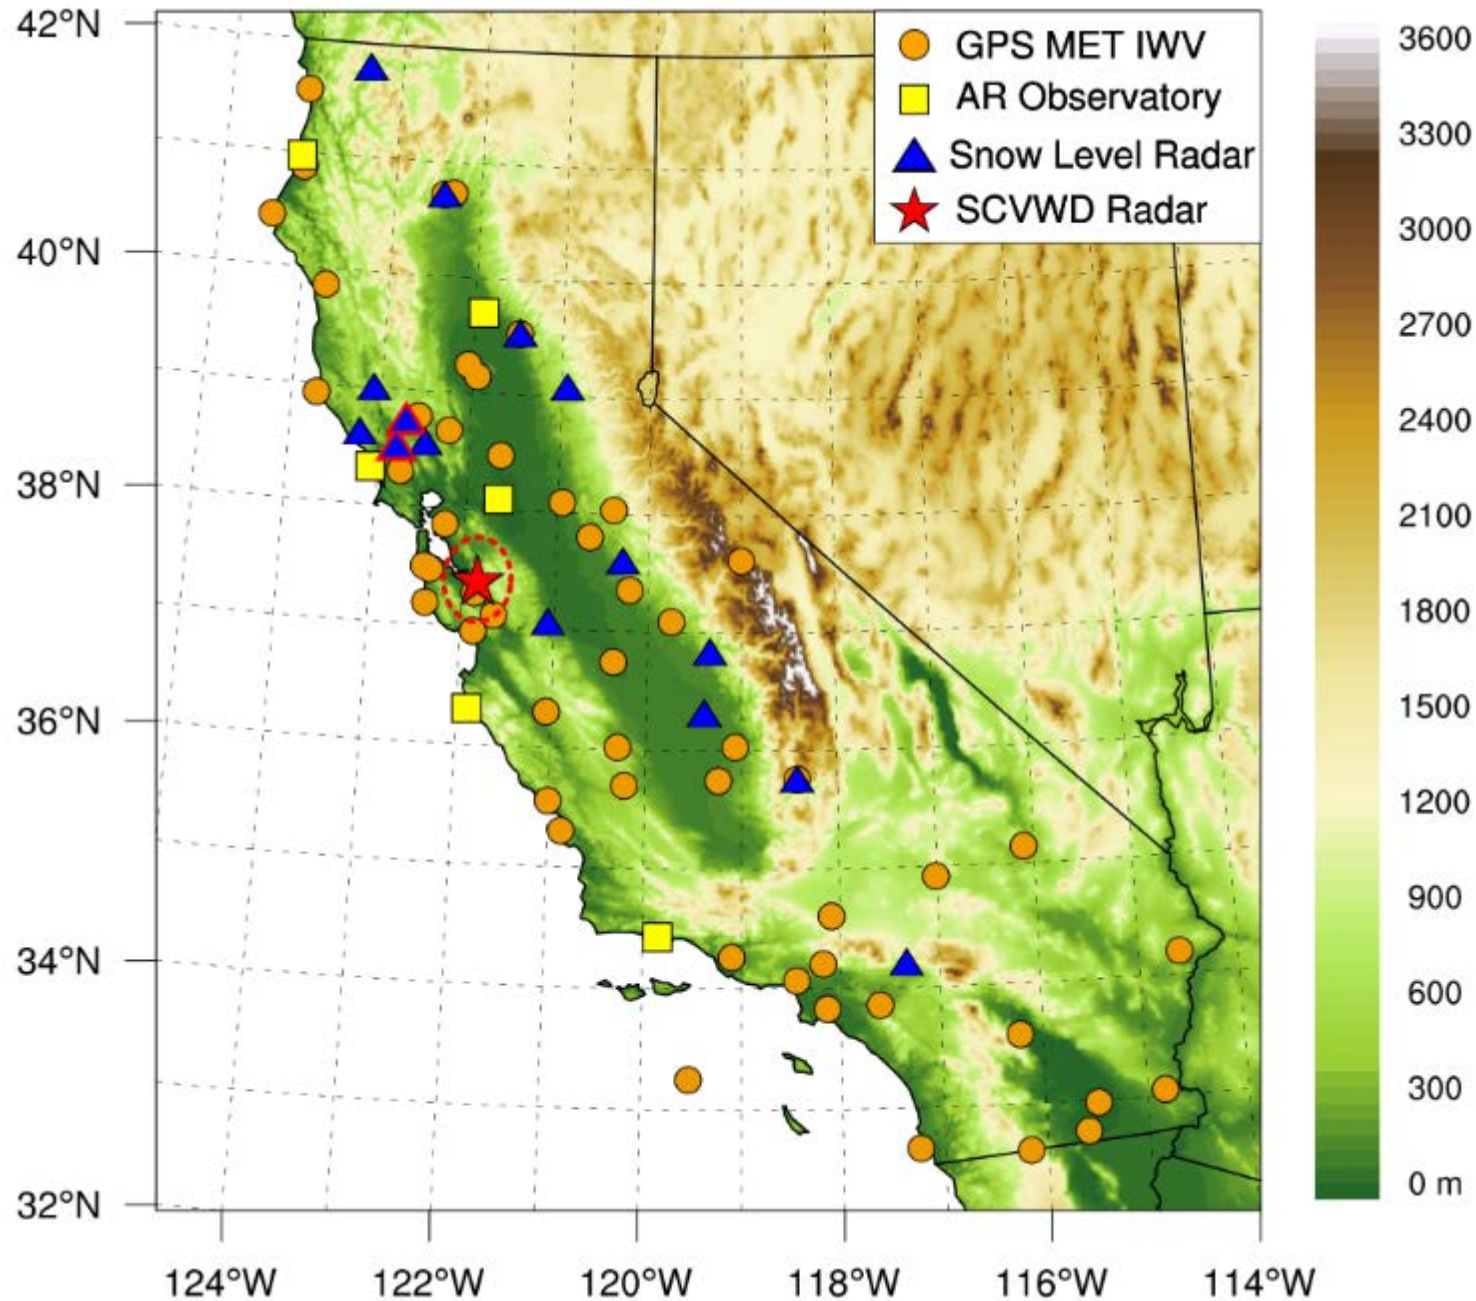 42°N
40°N
38°N
36°N
34°N
32°N
124°W
122°W
120°W
118°W
116°W
114°W
GPS MET IWV
AR Observatory
Snow Level Radar
SCVWD Radar
3600
3300
3000
2700
2400
2100
1800
1500
1200
900
600
300
0 m